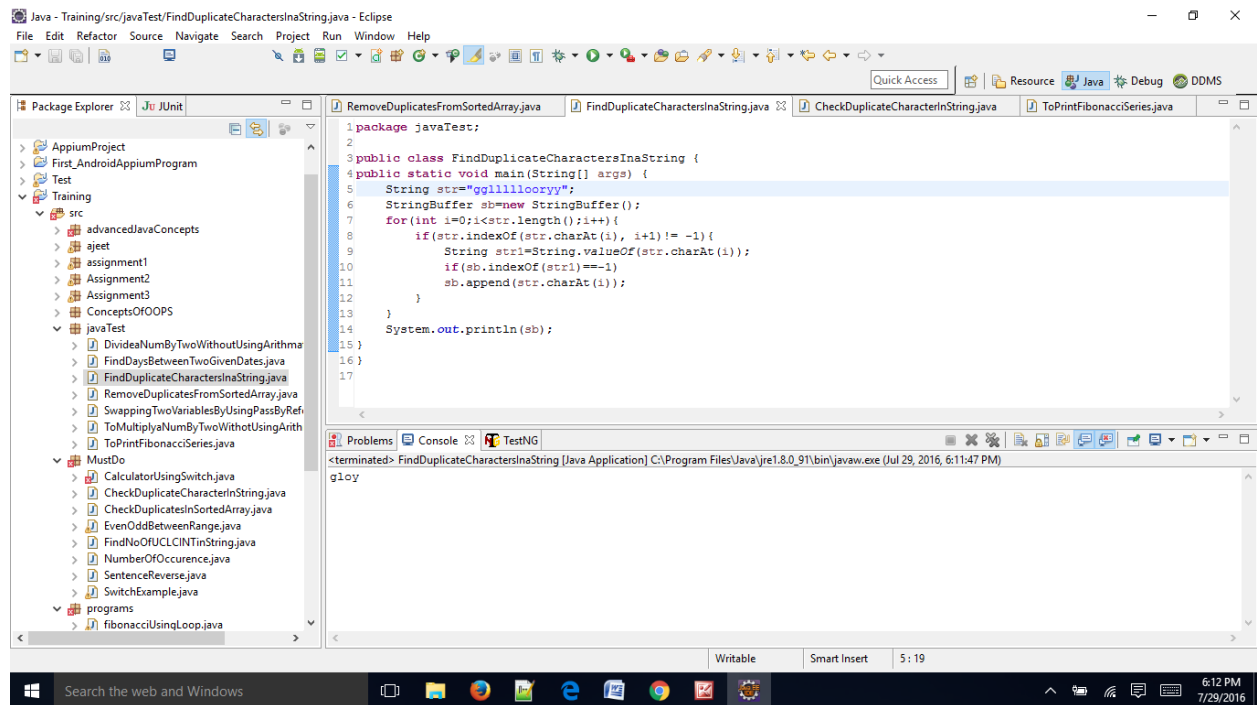 Java - Training/src/javaTest/FindDuplicateCharactersInaString.java - Eclipse
File Edit Refactor Source Navigate Search Project Run Window Help
Quick Access Resource Java Debug DDMS
Package Explorer JUnit
RemoveDuplicatesFromSortedArray.java FindDuplicateCharactersInaString.java CheckDuplicateCharacterInString.java ToPrintFibonacciSeries.java
AppiumProject
First_AndroidAppiumProgram
Test
Training
src
advancedJavaConcepts
ajeet
assignment1
Assignment2
Assignment3
ConceptsOfOOPS
javaTest
DivideaNumByTwoWithoutUsingArithma
FindDaysBetweenTwoGivenDates.java
FindDuplicateCharactersInaString.java
RemoveDuplicatesFromSortedArray.java
SwappingTwoVariablesByUsingPassByRef
ToMultiplyaNumByTwoWithotUsingArith
ToPrintFibonacciSeries.java
MustDo
CalculatorUsingSwitch.java
CheckDuplicateCharacterInString.java
CheckDuplicatesInSortedArray.java
EvenOddBetweenRange.java
FindNoOfUCLCINTinString.java
NumberOfOccurence.java
SentenceReverse.java
SwitchExample.java
programs
fibonacciUsingLoop.java
1 package javaTest;
2
3 public class FindDuplicateCharactersInaString {
4 public static void main(String[] args) {
5 String str="gglllllooryy";
6 StringBuffer sb=new StringBuffer();
7 for(int i=0;i<str.length();i++){
8 if(str.indexOf(str.charAt(i), i+1)!= -1){
9 String str1=String.valueOf(str.charAt(i));
10 if(sb.indexOf(str1)==-1)
11 sb.append(str.charAt(i));
12 }
13 }
14 System.out.println(sb);
15 }
16 }
17
Problems Console TestNG
<terminated> FindDuplicateCharactersInaString [Java Application] C:\Program Files\Java\jre1.8.0_91\bin\javaw.exe (Jul 29, 2016, 6:11:47 PM)
gloy
Writable Smart Insert 5 : 19
Search the web and Windows
6:12 PM
7/29/2016